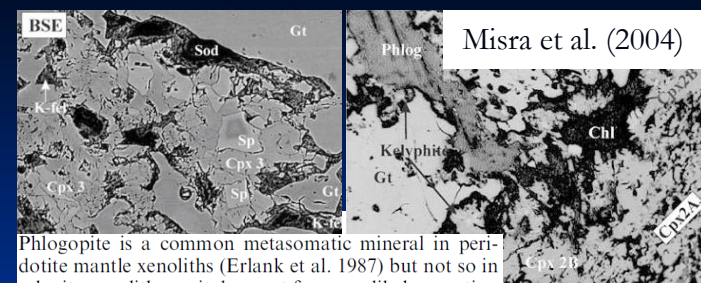 BSE
Gt
Sod
K-fel
Sp
Cpx 3
Cpx 3
Sp
Gt
K-fel
Phlog
Misra et al. (2004)
Chl
Kelyphite
Gt
Cpx2A
Cpx 2B
Phlogopite is a common metasomatic mineral in peri-
dotite mantle xenoliths (Erlank et al. 1987) but not so in